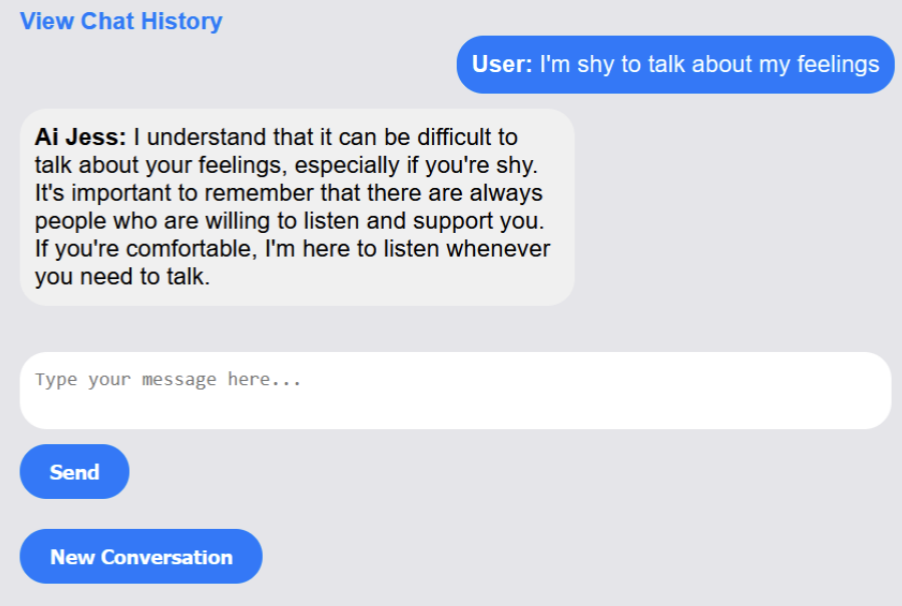 View Chat History
User: I'm shy to talk about my feelings
Ai Jess: I understand that it can be difficult to
talk about your feelings, especially if you're shy.
It's important to remember that there are always
people who are willing to listen and support you.
If you're comfortable, I'm here to listen whenever
you need to talk.
Type your message here...
Send
New Conversation